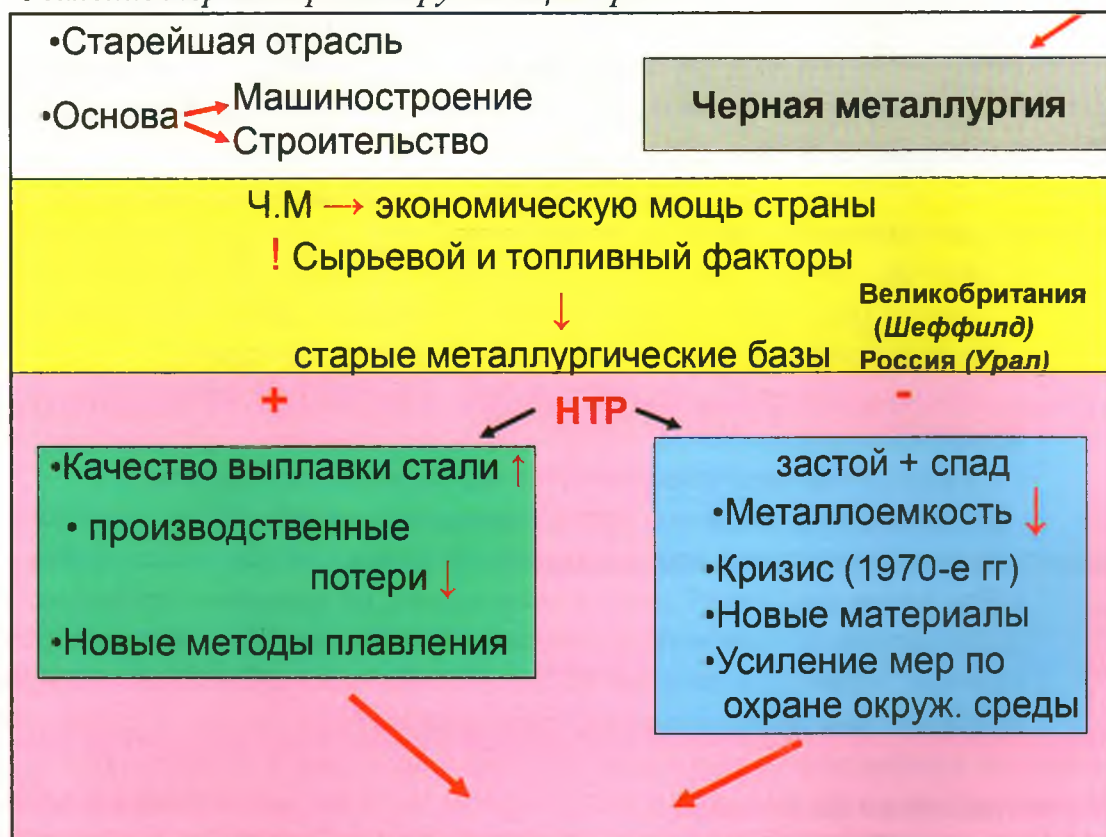 •Старейшая отрасль
•Основа
Машиностроение
Строительство
Черная металлургия
Ч.М → экономическую мощь страны
! Сырьевой и топливный факторы
↓
старые металлургические базы
Великобритания
(Шеффилд)
Россия (Урал)
+ НТР -
•Качество выплавки стали ↑
• производственные
потери ↓
•Новые методы плавления
застой + спад
•Металлоемкость ↓
•Кризис (1970-е гг)
•Новые материалы
•Усиление мер по
охране окруж. среды